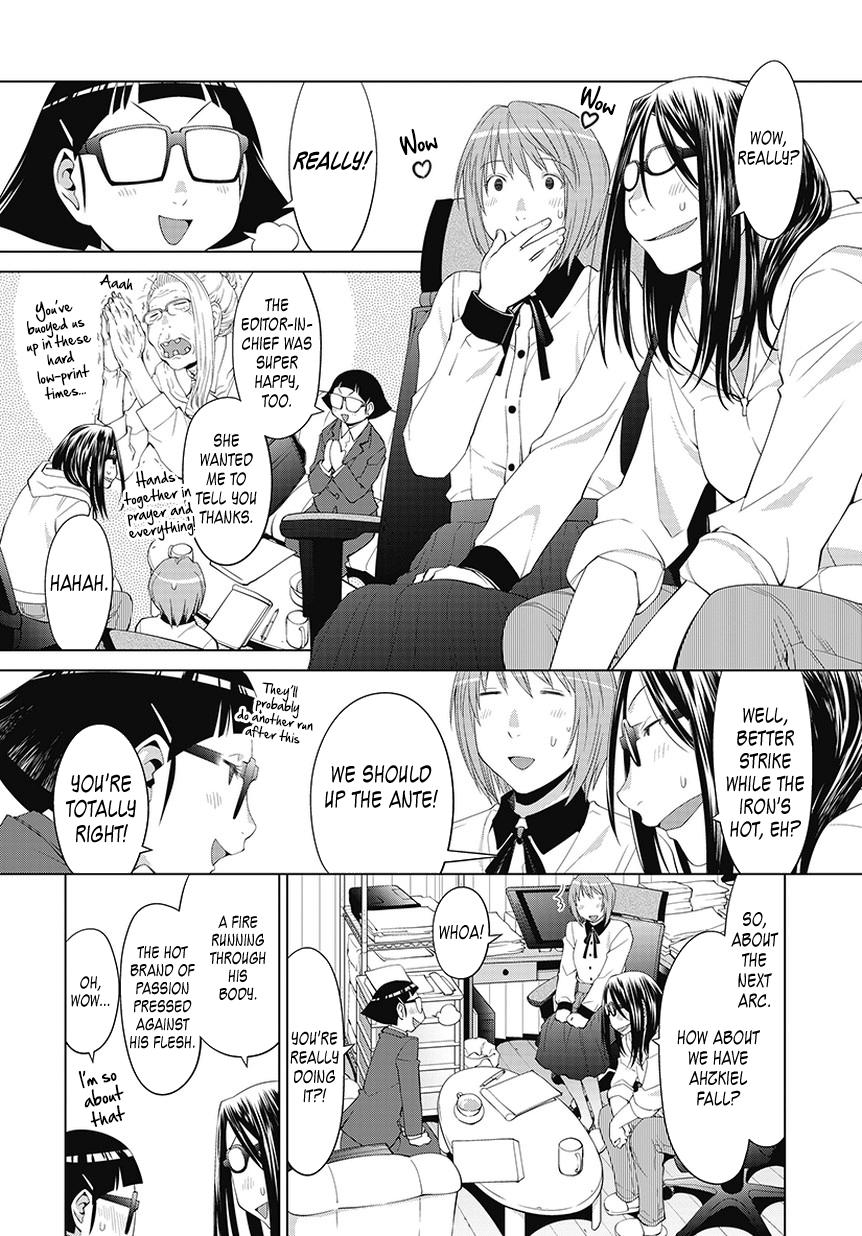 WOW,
REALLY?
Wow
Wow
REALLY!
THE
EDITOR-IN-
CHIEF WAS
SUPER
HAPPY,
TOO.
SHE
WANTED
ME TO
TELL YOU
THANKS.
Aaah
You've
buoyed us
up in these
hard
low-print
times...
Hands
together in
prayer and
everything!
HAHAH.
WELL,
BETTER
STRIKE
WHILE THE
IRON'S
HOT, EH?
WE SHOULD
UP THE ANTE!
They'll
probably
do another run
after this
YOU'RE
TOTALLY
RIGHT!
SO,
ABOUT
THE
NEXT
ARC.
HOW ABOUT
WE HAVE
AHZKIEL
FALL?
WHOA!
YOU'RE
REALLY
DOING
IT?!
A FIRE
RUNNING
THROUGH
HIS
BODY.
THE HOT
BRAND OF
PASSION
PRESSED
AGAINST
HIS FLESH.
OH,
WOW...
I'm so
about
that